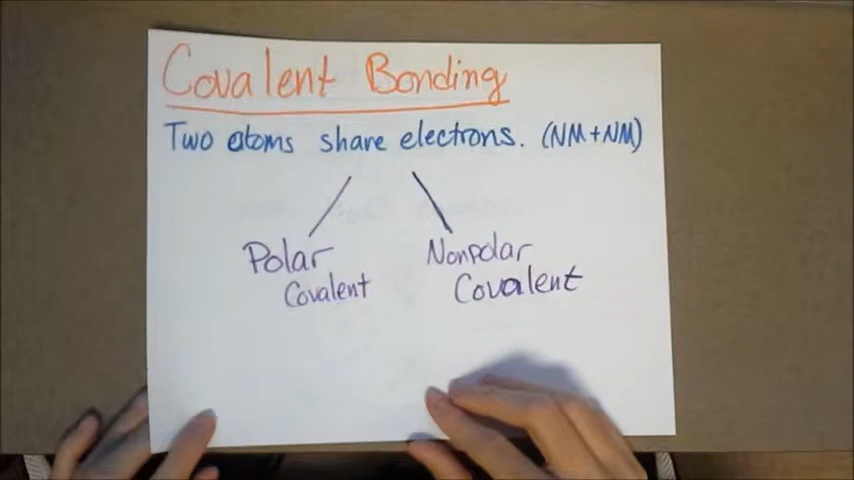 Covalent Bonding
Two atoms share electrons. (NM+NM)
Polar
Covalent
Nonpolar
Covalent